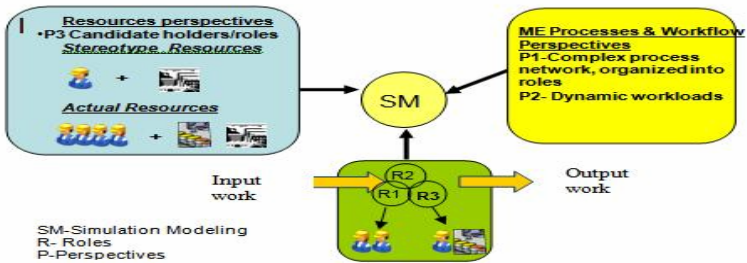 I
Resources perspectives
•P3 Candidate holders/roles
Stereotype Resources
+
Actual Resources
+
SM
ME Processes & Workflow
Perspectives
P1-Complex process
network, organized into
roles
P2- Dynamic workloads
Input
work
R2
R1 R3
Output
work
SM-Simulation Modeling
R- Roles
P-Perspectives